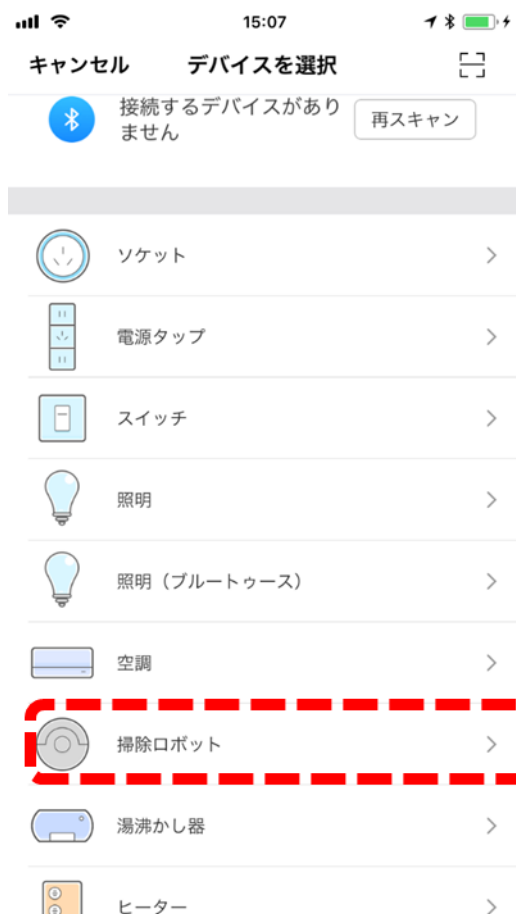 15:07
キャンセル デバイスを選択
接続するデバイスがあり
ません
再スキャン
ソケット
電源タップ
スイッチ
照明
照明（ブルートゥース）
空調
掃除ロボット
湯沸かし器
ヒーター